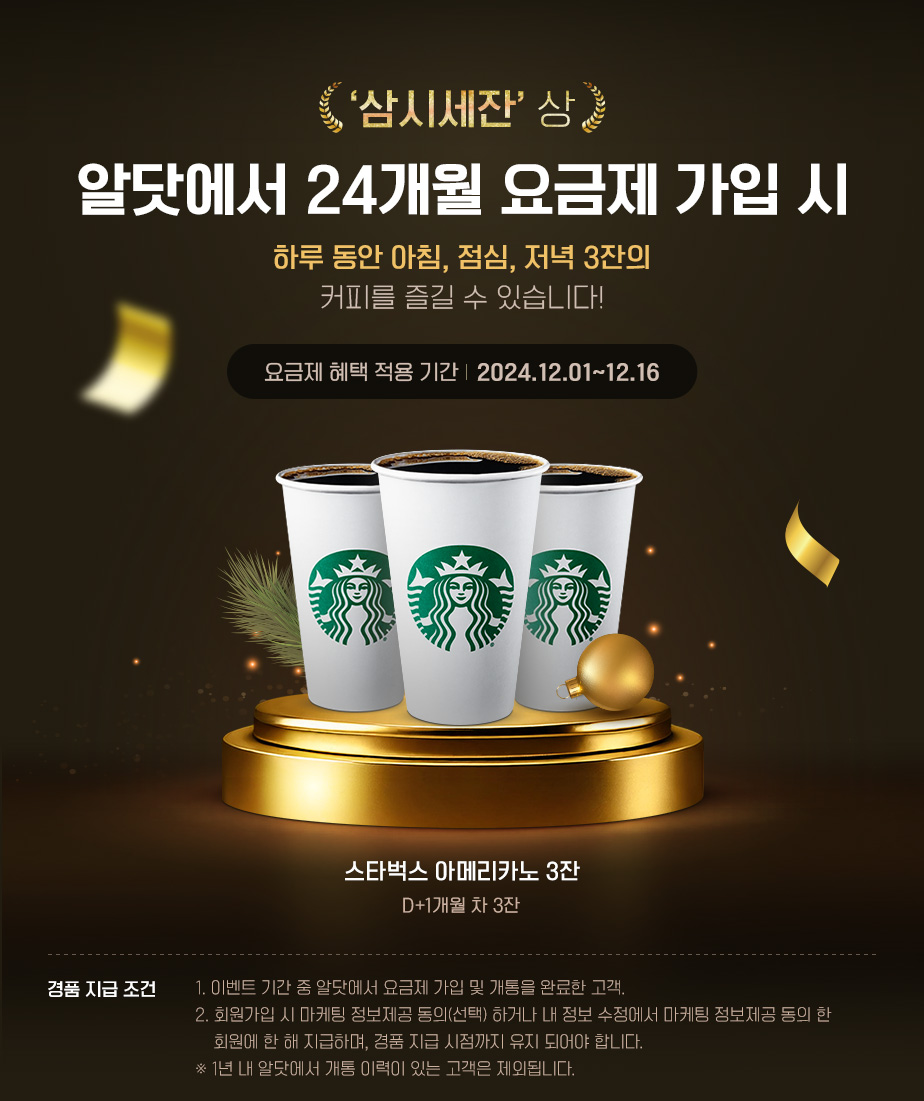 ‘삼시세잔’ 상
알닷에서 24개월 요금제 가입 시
하루 동안 아침, 점심, 저녁 3잔의
커피를 즐길 수 있습니다!
요금제 혜택 적용 기간 | 2024.12.01~12.16
스타벅스 아메리카노 3잔
D+1개월 차 3잔
경품 지급 조건
1. 이벤트 기간 중 알닷에서 요금제 가입 및 개통을 완료한 고객.
2. 회원가입 시 마케팅 정보제공 동의(선택) 하거나 내 정보 수정에서 마케팅 정보제공 동의 한
회원에 한 해 지급하며, 경품 지급 시점까지 유지 되어야 합니다.
※ 1년 내 알닷에서 개통 이력이 있는 고객은 제외됩니다.